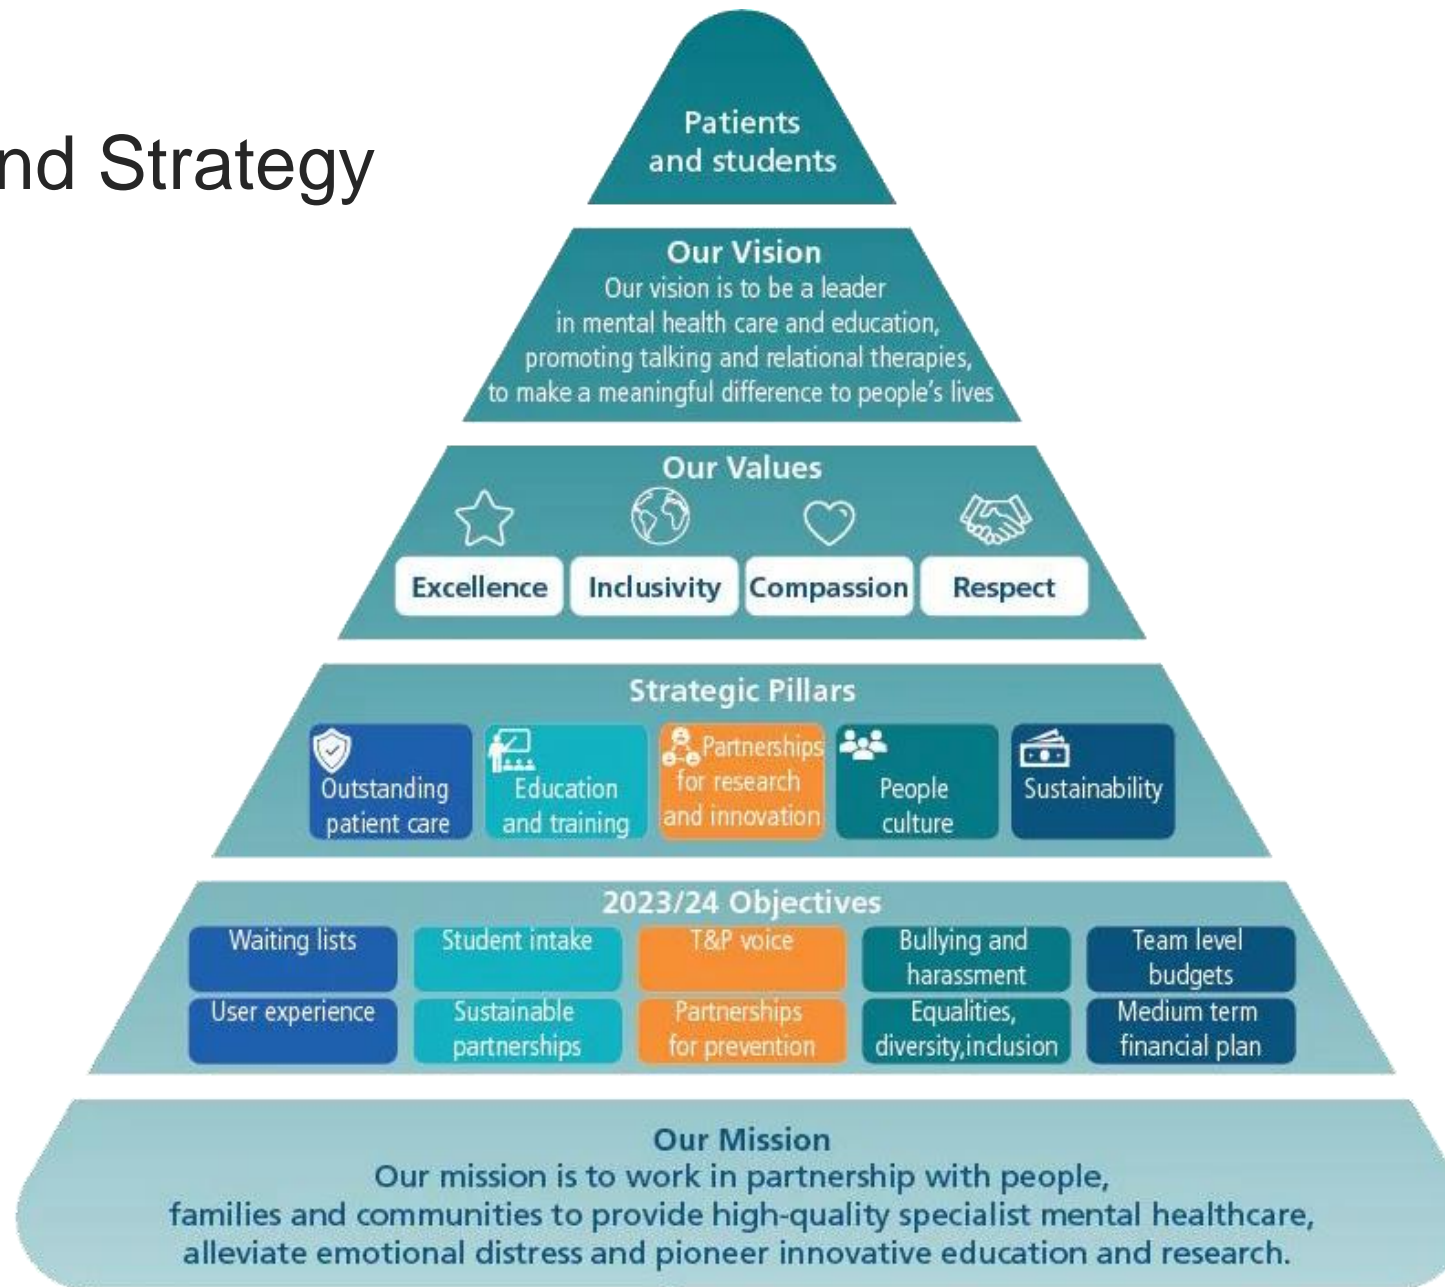 nd Strategy
Patients
and students
Our Vision
Our vision is to be a leader
in mental health care and education,
promoting talking and relational therapies,
to make a meaningful difference to people's lives
Our Values
Excellence
Inclusivity
Compassion
Respect
Strategic Pillars
Outstanding
patient care
Education
and training
Partnerships
for research
and innovation
People
culture
Sustainability
2023/24 Objectives
Waiting lists
Student intake
T&P voice
Bullying and
harassment
Team level
budgets
User experience
Sustainable
partnerships
Partnerships
for prevention
Equalities,
diversity,inclusion
Medium term
financial plan
Our Mission
Our mission is to work in partnership with people,
families and communities to provide high-quality specialist mental healthcare,
alleviate emotional distress and pioneer innovative education and research.